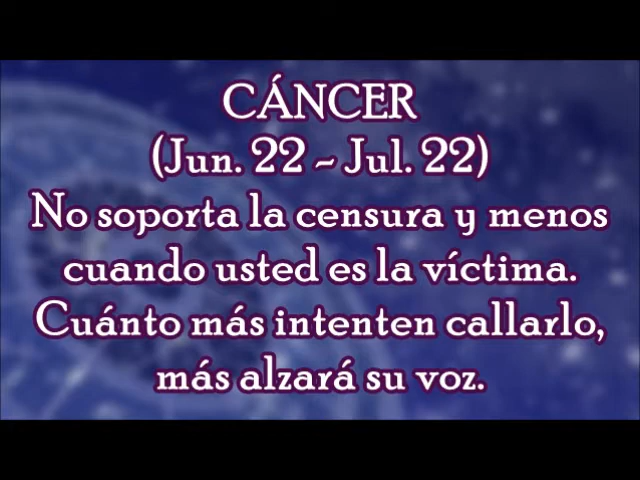 CÁNCER
(Jun. 22 - Jul. 22)
No soporta la censura y menos
cuando usted es la víctima.
Cuánto más intenten callarlo,
más alzará su voz.